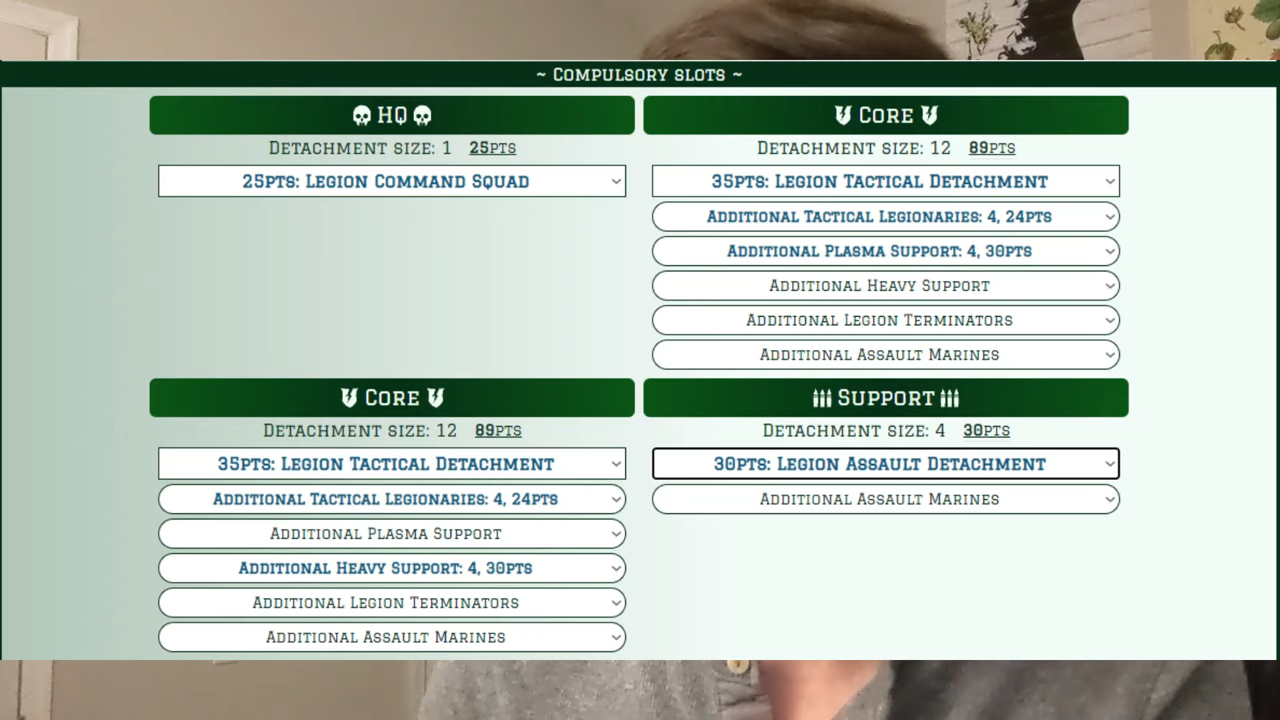 ~ Compulsory slots ~
HQ
Detachment size: 1 25pts
25pts: Legion Command Squad
Core
Detachment size: 12 89pts
35pts: Legion Tactical Detachment
Additional Tactical Legionaries: 4, 24pts
Additional Plasma Support: 4, 30pts
Additional Heavy Support
Additional Legion Terminators
Additional Assault Marines
Core
Detachment size: 12 89pts
35pts: Legion Tactical Detachment
Additional Tactical Legionaries: 4, 24pts
Additional Plasma Support
Additional Heavy Support: 4, 30pts
Additional Legion Terminators
Additional Assault Marines
Support
Detachment size: 4 30pts
30pts: Legion Assault Detachment
Additional Assault Marines